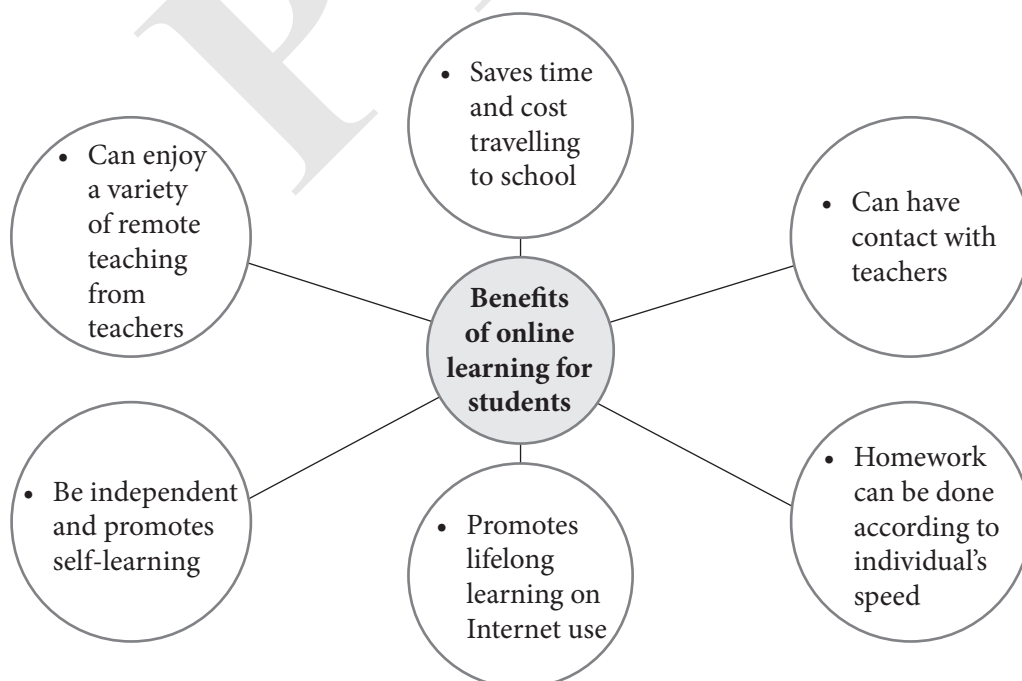 • Saves time
and cost
travelling
to school
• Can enjoy
a variety
of remote
teaching
from
teachers
• Can have
contact with
teachers
Benefits
of online
learning for
students
• Be independent
and promotes
self-learning
• Promotes
lifelong
learning on
Internet use
• Homework
can be done
according to
individual's
speed